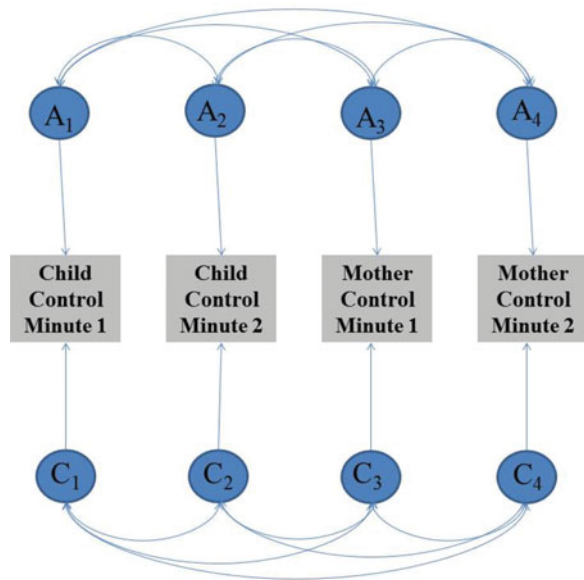 A₁ A₂ A₃ A₄
Child Control Minute 1
Child Control Minute 2
Mother Control Minute 1
Mother Control Minute 2
C₁ C₂ C₃ C₄